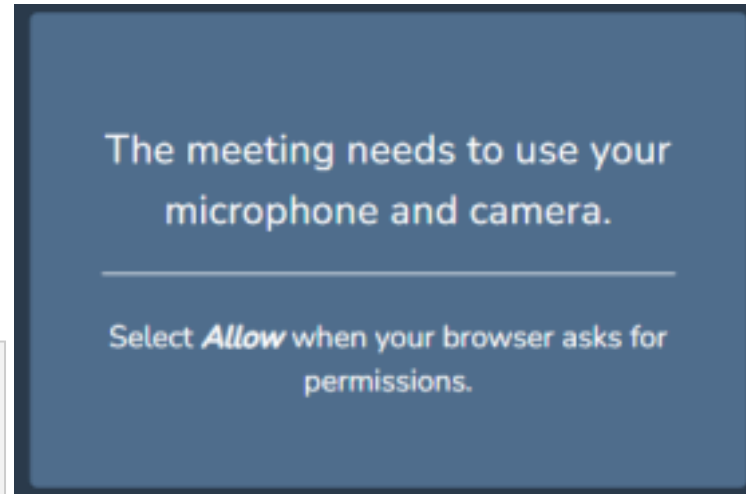 The meeting needs to use your
microphone and camera.
Select Allow when your browser asks for
permissions.